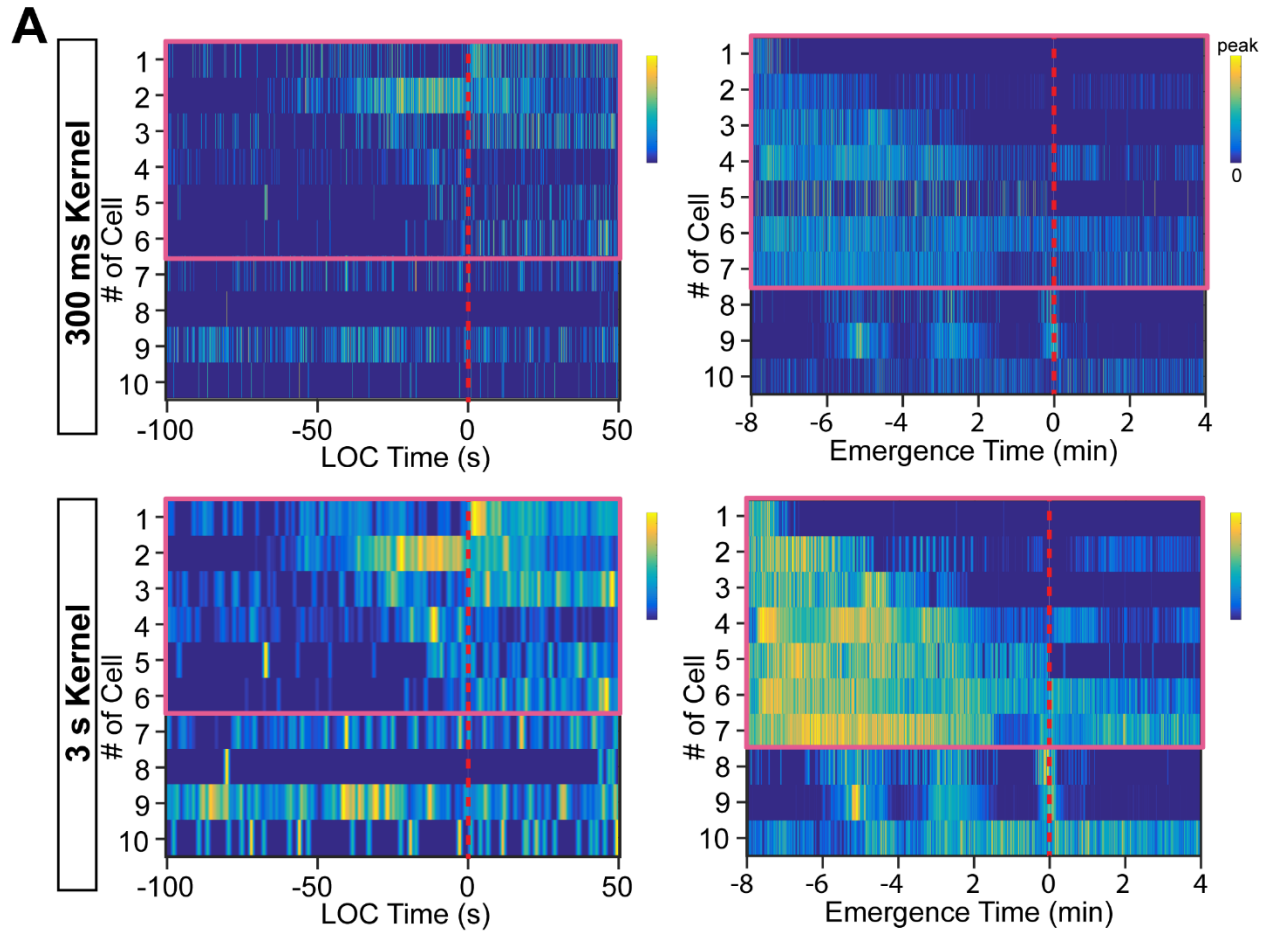 A
300 ms Kernel
# of Cell
1
2
3
4
5
6
7
8
9
10
-100 -50 0 50
LOC Time (s)
# of Cell
1
2
3
4
5
6
7
8
9
10
-8 -6 -4 2 0 2 4
Emergence Time (min)
peak
0
3 s Kernel
# of Cell
1
2
3
4
5
6
7
8
9
10
-100 -50 0 50
LOC Time (s)
# of Cell
1
2
3
4
5
6
7
8
9
10
-8 -6 -4 2 0 2 4
Emergence Time (min)